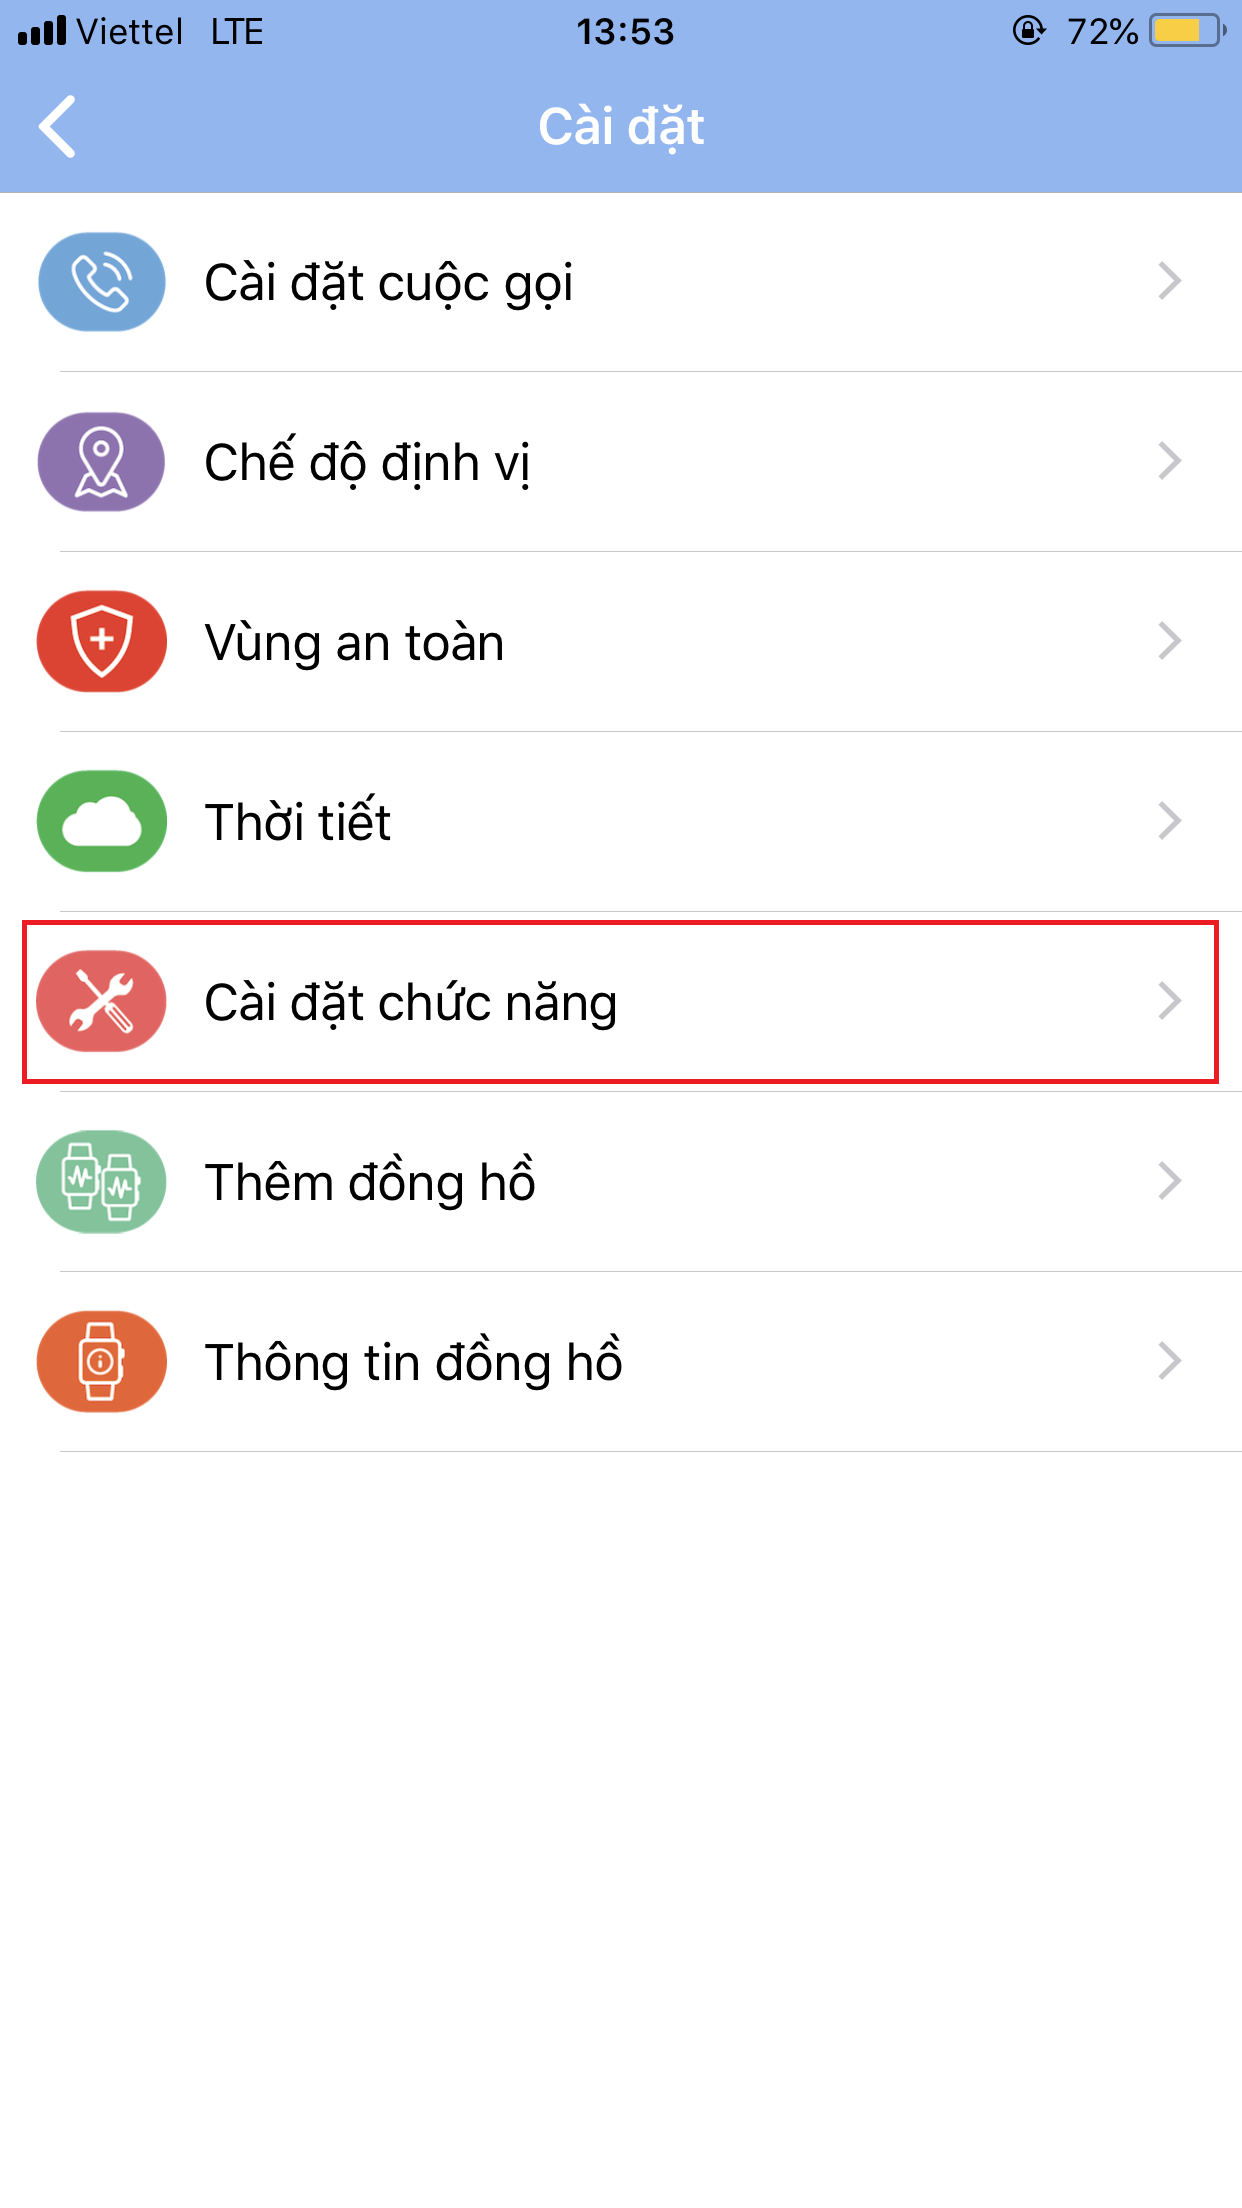 Viettel LTE 13:53 72%
Cài đặt
Cài đặt cuộc gọi
Chế độ định vị
Vùng an toàn
Thời tiết
Cài đặt chức năng
Thêm đồng hồ
Thông tin đồng hồ